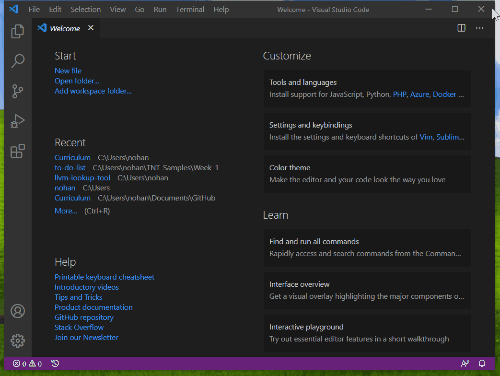 File Edit Selection View Go Run Terminal Help Welcome - Visual Studio Code
Welcome
Start
New file
Open folder...
Add workspace folder...
Recent
Curriculum C:\Users\nohan
to-do-list C:\Users\nohan\TNT_Samples\Week_1
llvm-lookup-tool C:\Users\nohan
nohan C:\Users
Curriculum C:\Users\nohan\Documents\GitHub
More... (Ctrl+R)
Help
Printable keyboard cheatsheet
Introductory videos
Tips and Tricks
Product documentation
GitHub repository
Stack Overflow
Join our Newsletter
Customize
Tools and languages
Install support for JavaScript, Python, PHP, Azure, Docker ...
Settings and keybindings
Install the settings and keyboard shortcuts of Vim, Sublim...
Color theme
Make the editor and your code look the way you love
Learn
Find and run all commands
Rapidly access and search commands from the Comman...
Interface overview
Get a visual overlay highlighting the major components o...
Interactive playground
Try out essential editor features in a short walkthrough
0 0